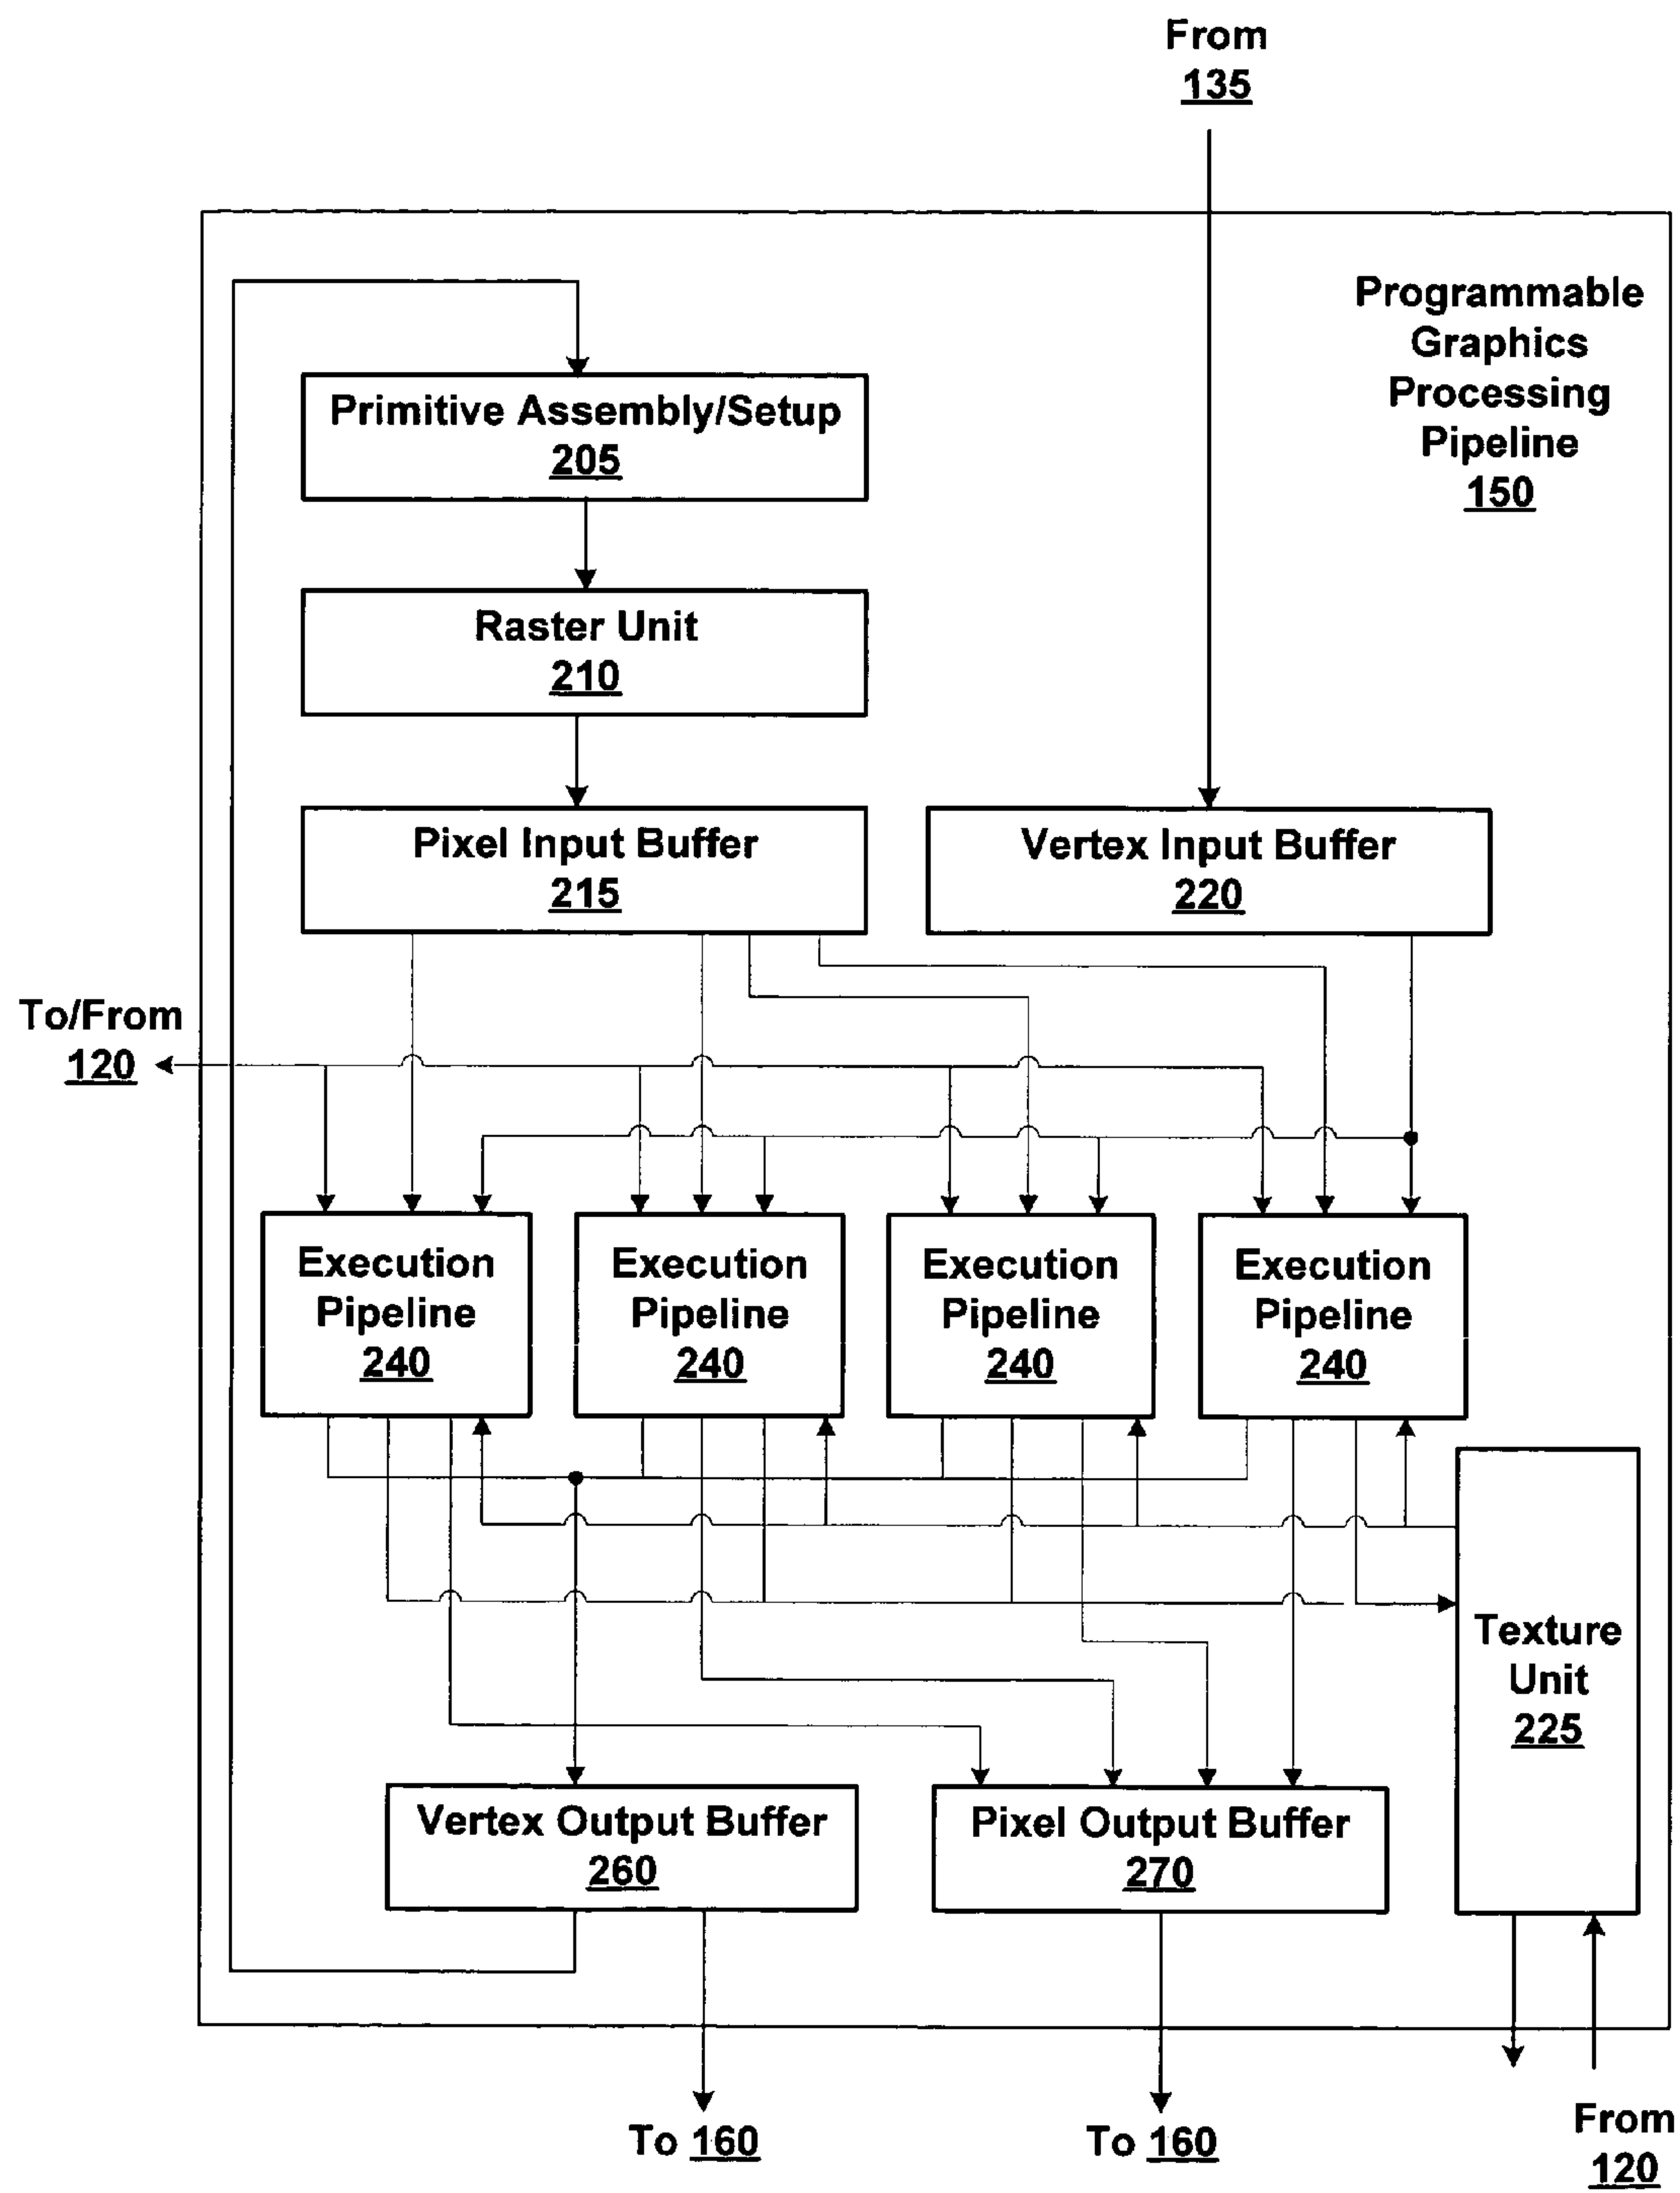 From
135
Programmable
Graphics
Processing
Pipeline
150
Primitive Assembly/Setup
205
Raster Unit
210
Pixel Input Buffer
215
Vertex Input Buffer
220
To/From
120
Execution
Pipeline
240
Execution
Pipeline
240
Execution
Pipeline
240
Execution
Pipeline
240
Texture
Unit
225
Vertex Output Buffer
260
Pixel Output Buffer
270
To 160
To 160
From
120